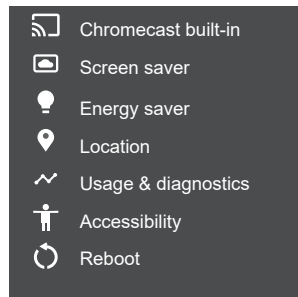 Chromecast built-in
Screen saver
Energy saver
Location
Usage & diagnostics
Accessibility
Reboot